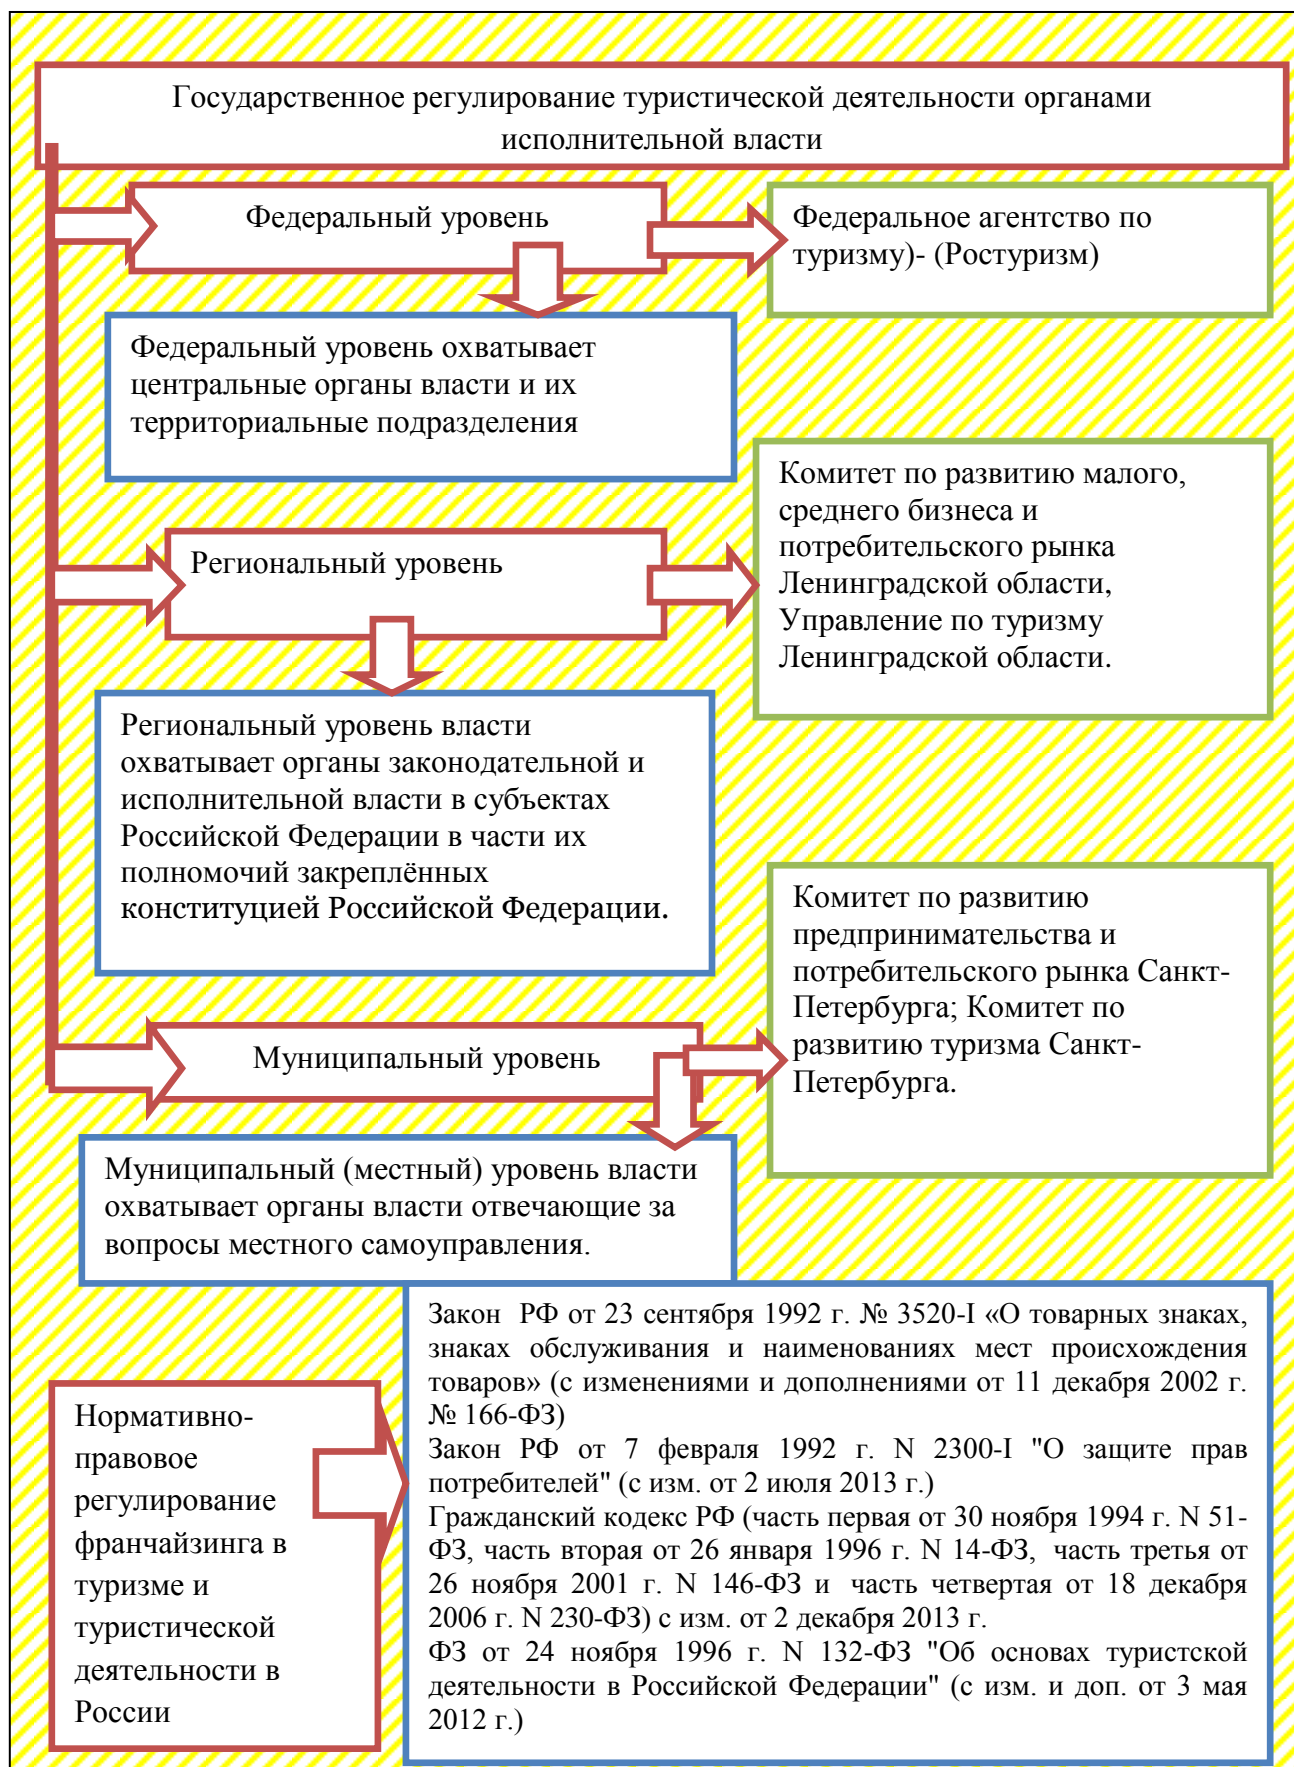 Государственное регулирование туристической деятельности органами
исполнительной власти
Федеральный уровень
Федеральное агентство по
туризму)- (Ростуризм)
Федеральный уровень охватывает
центральные органы власти и их
территориальные подразделения
Региональный уровень
Комитет по развитию малого,
среднего бизнеса и
потребительского рынка
Ленинградской области,
Управление по туризму
Ленинградской области.
Региональный уровень власти
охватывает органы законодательной и
исполнительной власти в субъектах
Российской Федерации в части их
полномочий закреплённых
конституцией Российской Федерации.
Муниципальный уровень
Комитет по развитию
предпринимательства и
потребительского рынка Санкт-
Петербурга; Комитет по
развитию туризма Санкт-
Петербурга.
Муниципальный (местный) уровень власти
охватывает органы власти отвечающие за
вопросы местного самоуправления.
Нормативно-
правовое
регулирование
франчайзинга в
туризме и
туристической
деятельности в
России
Закон РФ от 23 сентября 1992 г. № 3520-I «О товарных знаках,
знаках обслуживания и наименованиях мест происхождения
товаров» (с изменениями и дополнениями от 11 декабря 2002 г.
№ 166-ФЗ)
Закон РФ от 7 февраля 1992 г. N 2300-I "О защите прав
потребителей" (с изм. от 2 июля 2013 г.)
Гражданский кодекс РФ (часть первая от 30 ноября 1994 г. N 51-
ФЗ, часть вторая от 26 января 1996 г. N 14-ФЗ, часть третья от
26 ноября 2001 г. N 146-ФЗ и часть четвертая от 18 декабря
2006 г. N 230-ФЗ) с изм. от 2 декабря 2013 г.
ФЗ от 24 ноября 1996 г. N 132-ФЗ "Об основах туристской
деятельности в Российской Федерации" (с изм. и доп. от 3 мая
2012 г.)